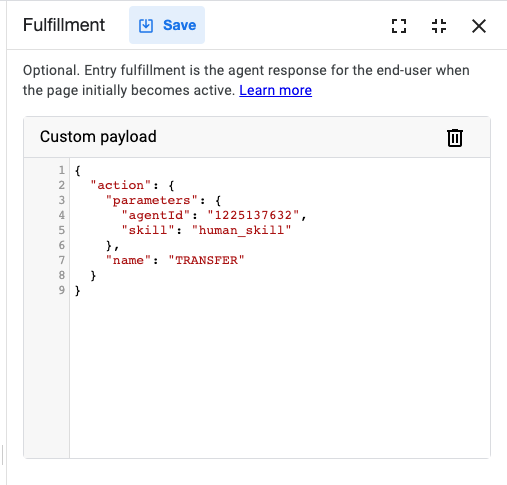 Fulfillment
Save
Optional. Entry fulfillment is the agent response for the end-user when
the page initially becomes active. Learn more
Custom payload
1 {
2   "action": {
3     "parameters": {
4       "agentId": "1225137632",
5       "skill": "human_skill"
6     },
7     "name": "TRANSFER"
8   }
9 }